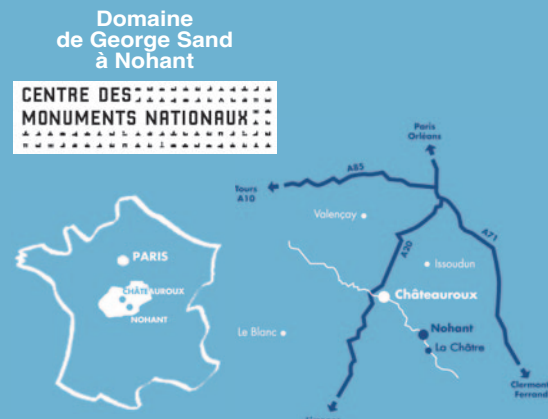 Domaine
de George Sand
à Nohant
CENTRE DES
MONUMENTS NATIONAUX
PARIS
CHÂTEAUROUX
NOHANT
Paris
Orléans
A85
Tours
A10
Valençay
A71
A20
Issoudun
Châteauroux
Le Blanc
Nohant
La Châtre
Clermont
Ferrand